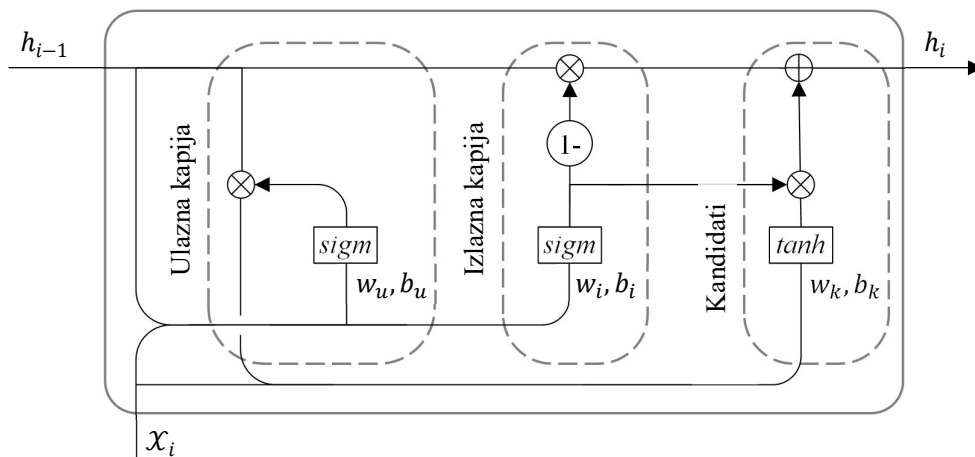 h_{i-1}
h_i
Ulazna kapija
Izlazna kapija
Kandidati
1-
sigm
sigm
tanh
w_u, b_u
w_i, b_i
w_k, b_k
x_i